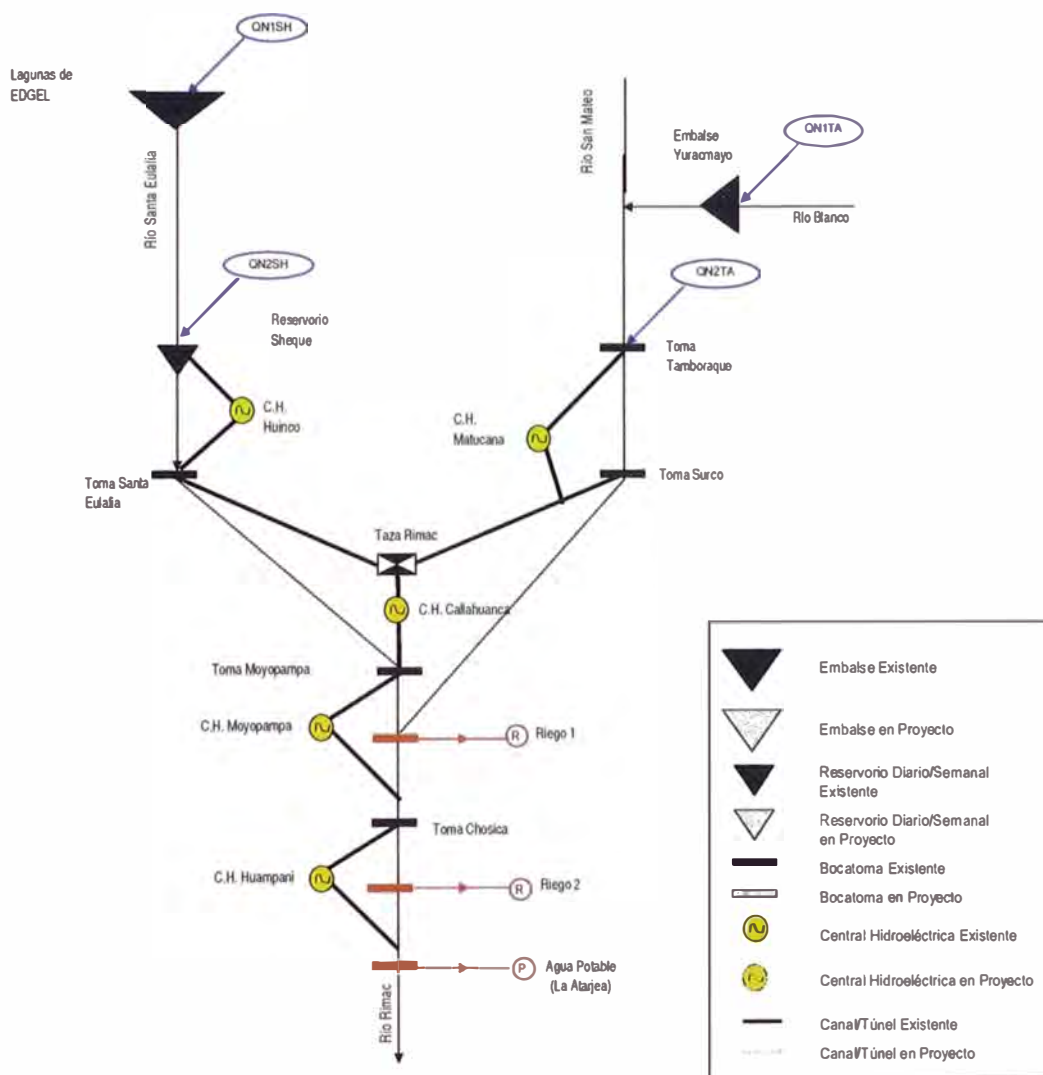 QN1SH
Lagunas de
EDGEL
Río Santa Eulalia
Río San Mateo
Embalse
Yuracmayo
QN1TA
Río Blanco
QN2SH
QN2TA
Reservorio
Sheque
Toma
Tamboraque
C.H.
Huinco
C.H.
Matucana
Toma Santa
Eulalia
Toma Surco
Taza Rimac
C.H. Callahuanca
Toma Moyopampa
C.H. Moyopampa
R
Riego 1
Toma Chosica
C.H. Huampani
R
Riego 2
P
Agua Potable
(La Atarjea)
Río Rimac
Embalse Existente
Embalse en Proyecto
Reservorio Diario/Semanal
Existente
Reservorio Diario/Semanal
en Proyecto
Bocatoma Existente
Bocatoma en Proyecto
Central Hidroeléctrica Existente
Central Hidroeléctrica en Proyecto
Canal/Túnel Existente
Canal/Túnel en Proyecto